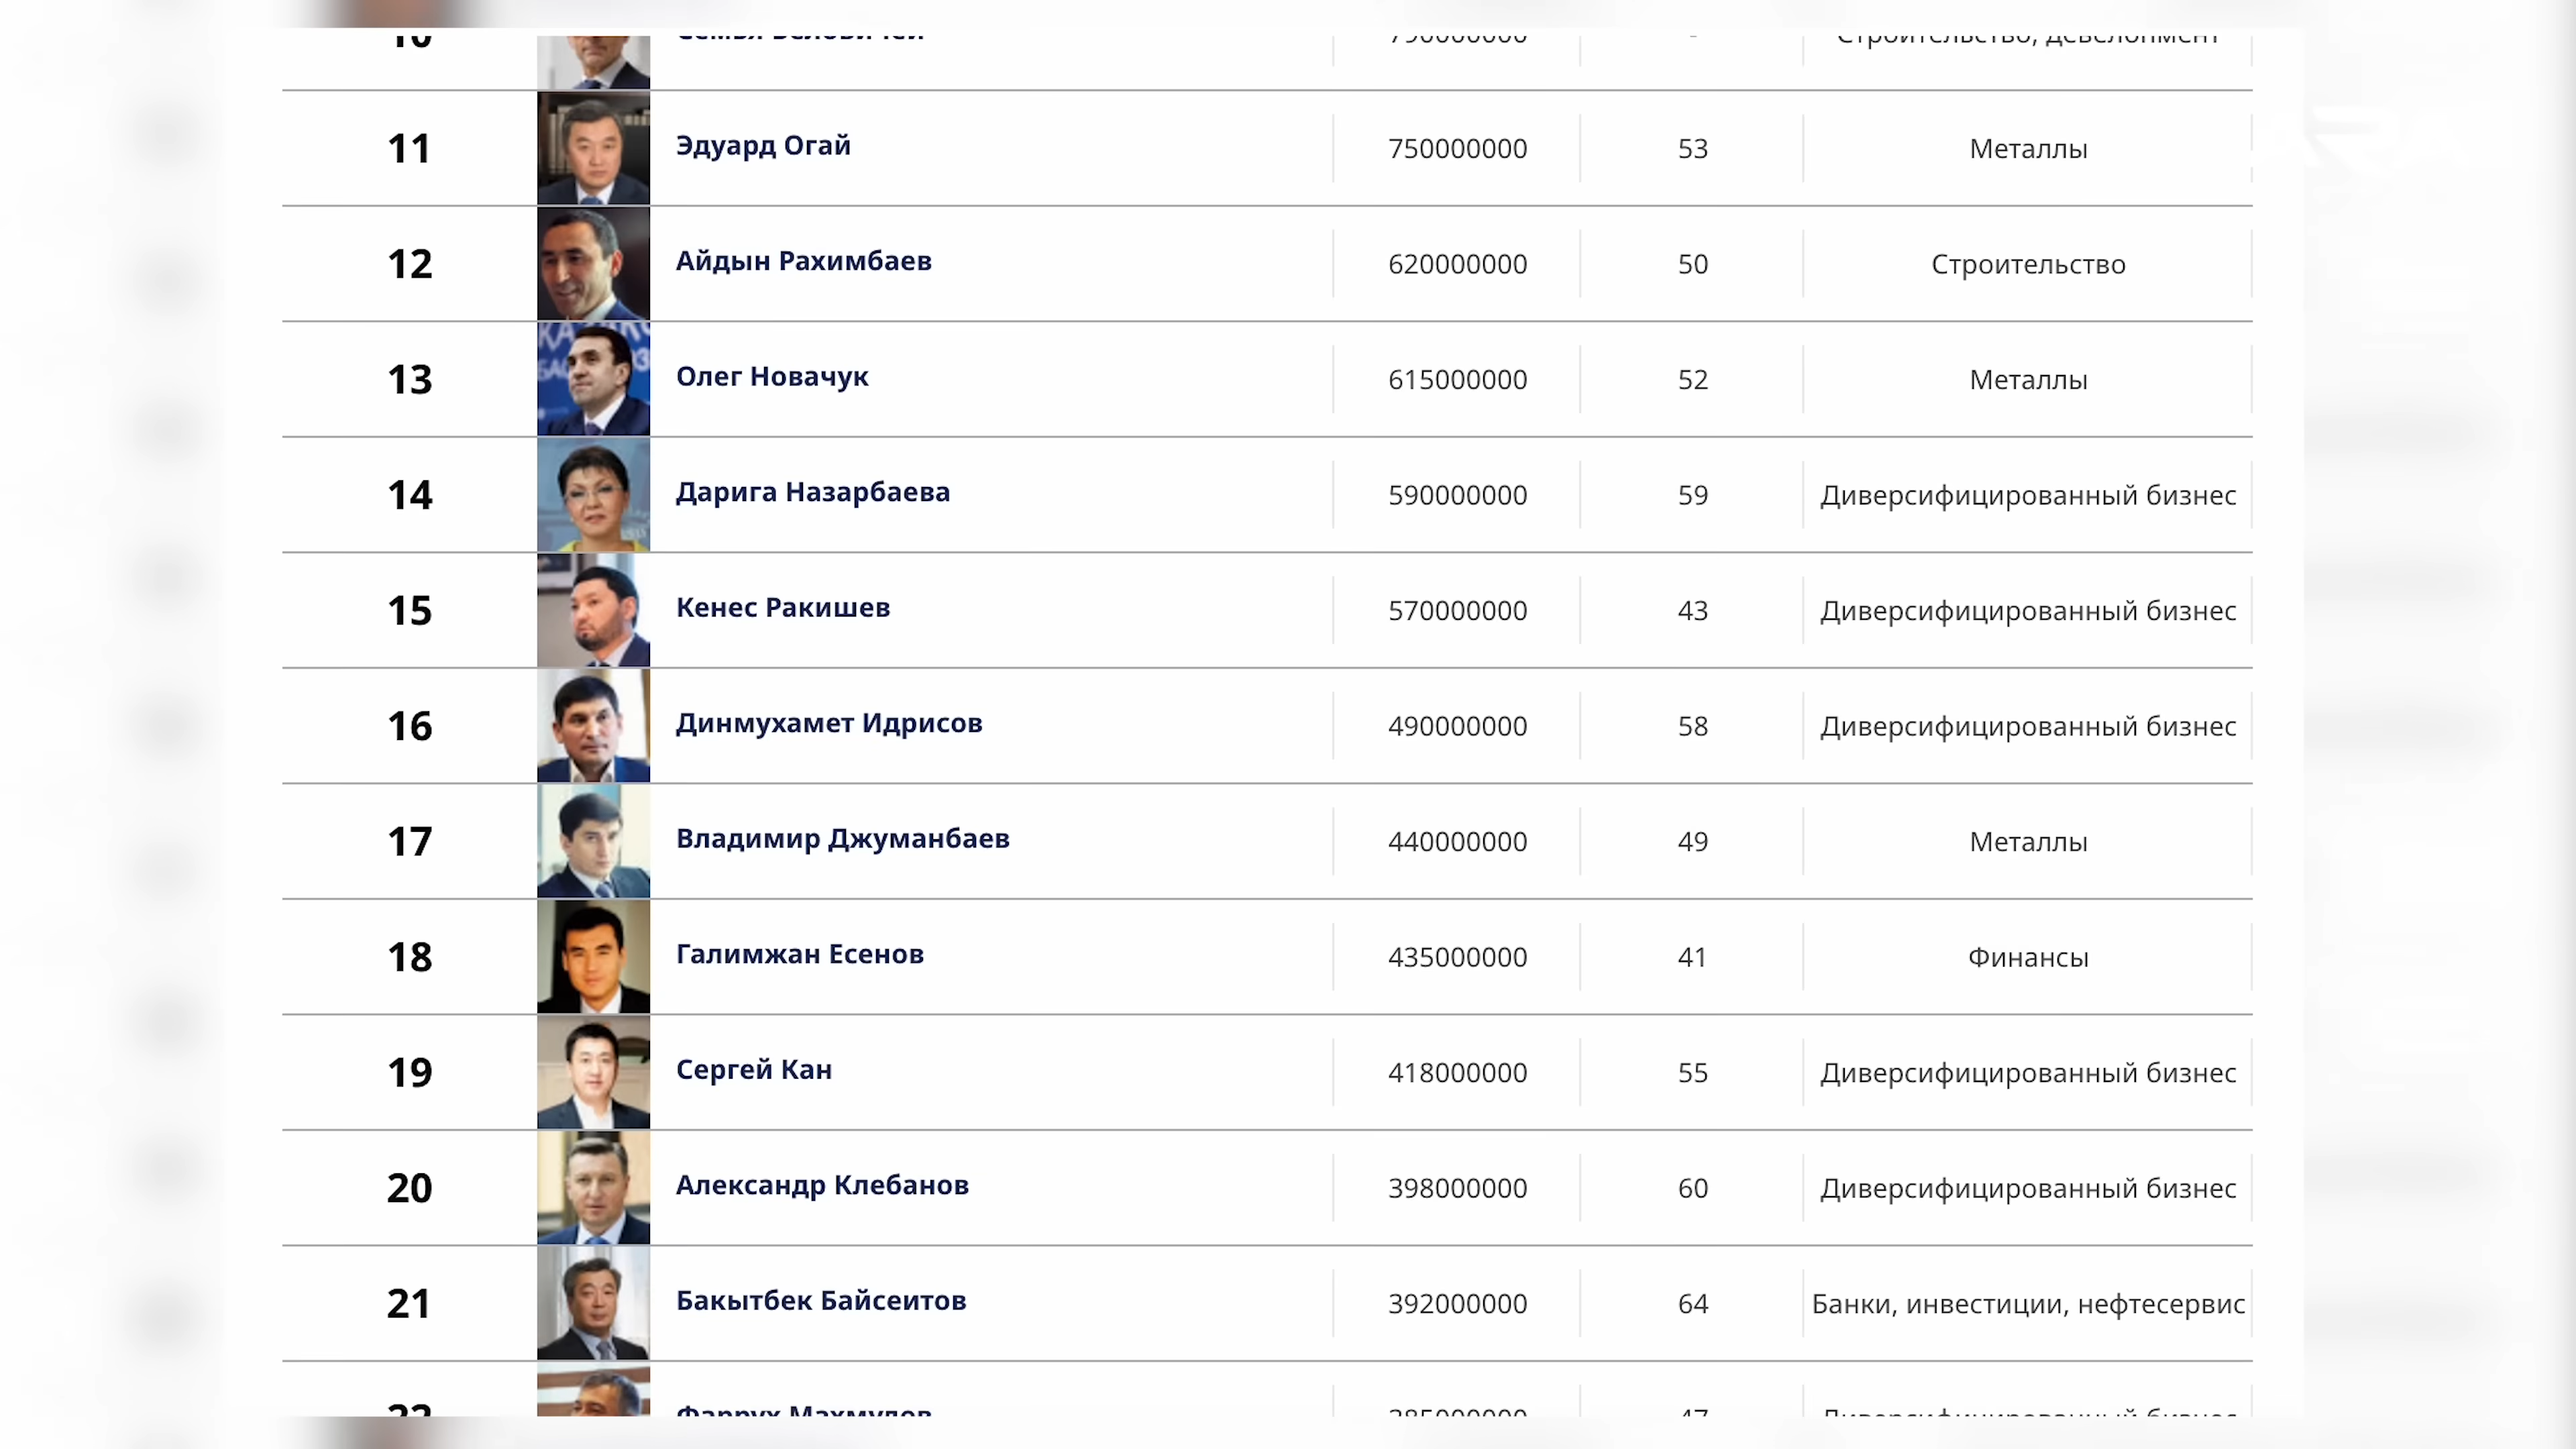 11 Эдуард Огай 750000000 53 Металлы
12 Айдын Рахимбаев 620000000 50 Строительство
13 Олег Новачук 615000000 52 Металлы
14 Дарига Назарбаева 590000000 59 Диверсифицированный бизнес
15 Кенес Ракишев 570000000 43 Диверсифицированный бизнес
16 Динмухамет Идрисов 490000000 58 Диверсифицированный бизнес
17 Владимир Джуманбаев 440000000 49 Металлы
18 Галимжан Есенов 435000000 41 Финансы
19 Сергей Кан 418000000 55 Диверсифицированный бизнес
20 Александр Клебанов 398000000 60 Диверсифицированный бизнес
21 Бакытбек Байсеитов 392000000 64 Банки, инвестиции, нефтесервис